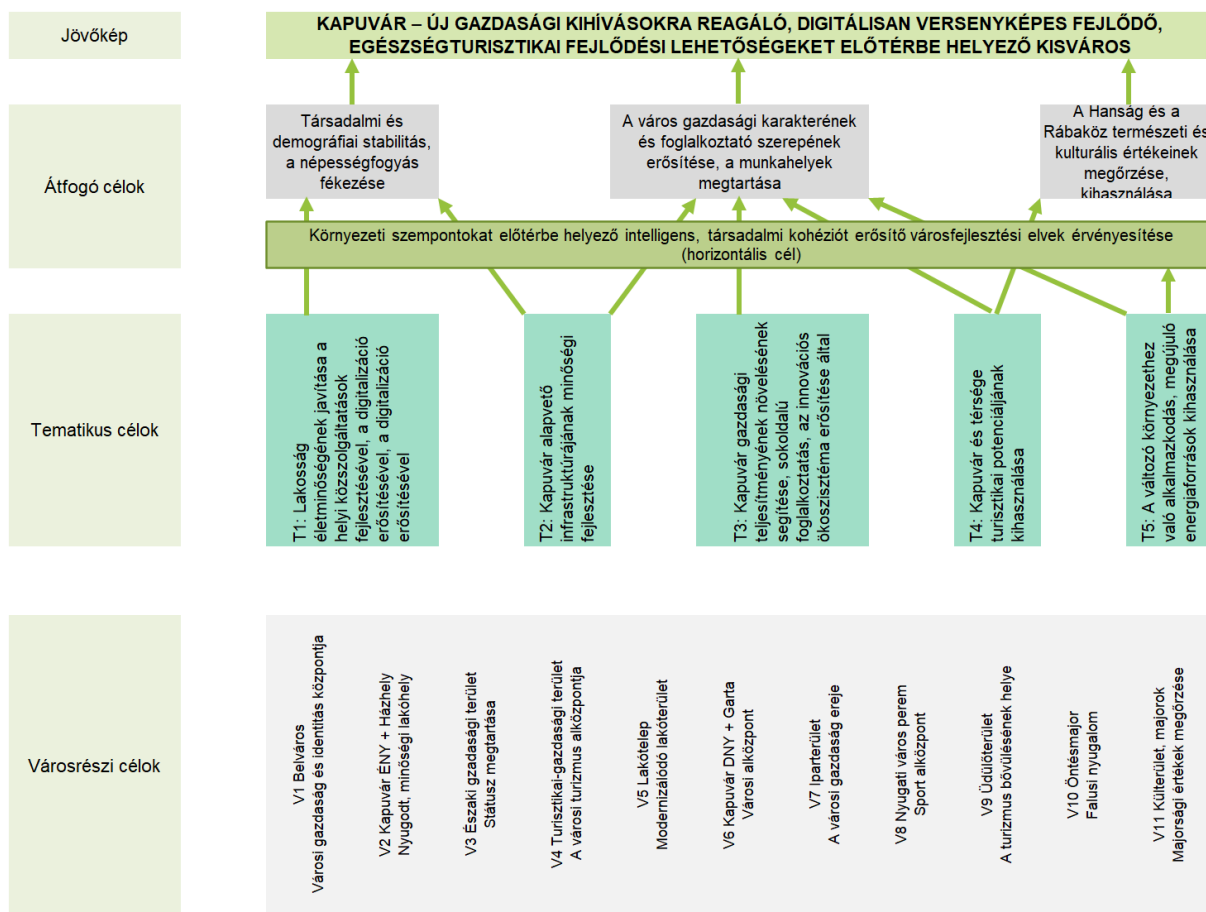 Jövőkép
KAPUVÁR – ÚJ GAZDASÁGI KIHÍVÁSOKRA REAGÁLÓ, DIGITÁLISAN VERSENYKÉPES FEJLŐDŐ,
EGÉSZSÉGTURISZTIKAI FEJLŐDÉSI LEHETŐSÉGEKET ELŐTÉRBE HELYEZŐ KISVÁROS
Átfogó célok
Társadalmi és
demográfiai stabilitás,
a népességfogyás
fékezése
A város gazdasági karakterének
és foglalkoztató szerepének
erősítése, a munkahelyek
megtartása
A Hanság és a
Rábaköz természeti és
kulturális értékeinek
megőrzése,
kihasználása
Környezeti szempontokat előtérbe helyező intelligens, társadalmi kohéziót erősítő városfejlesztési elvek érvényesítése
(horizontális cél)
Tematikus célok
T1: Lakosság
életminőségének javítása a
helyi közszolgáltatások
fejlesztésével, a digitalizáció
erősítésével, a digitalizáció
erősítésével
T2: Kapuvár alapvető
infrastruktúrájának minőségi
fejlesztése
T3: Kapuvár gazdasági
teljesítményének növelésének
segítése, sokoldalú
foglalkoztatás, az innovációs
ökoszisztéma erősítése által
T4: Kapuvár és térsége
turisztikai potenciáljának
kihasználása
T5: A változó környezethez
való alkalmazkodás, megújuló
energiaforrások kihasználása
Városrészi célok
V1 Belváros
Városi gazdaság és identitás központja
V2 Kapuvár ÉNY + Házhely
Nyugodt, minőségi lakóhely
V3 Északi gzadasági terület
Státusz megtartása
V4 Turisztikai-gazdasági terület
A városi turizmus alközpontja
V5 Lakótelep
Modernizálódó lakóterület
V6 Kapuvár DNY + Garta
Városi alközpont
V7 Iparterület
A városi gazdaság ereje
V8 Nyugati város perem
Sport alközpont
V9 Üdülőterület
A turizmus bővülésének helye
V10 Öntésmajor
Falusi nyugalom
V11 Külterület, majorok
Majorsági értékek megőrzése